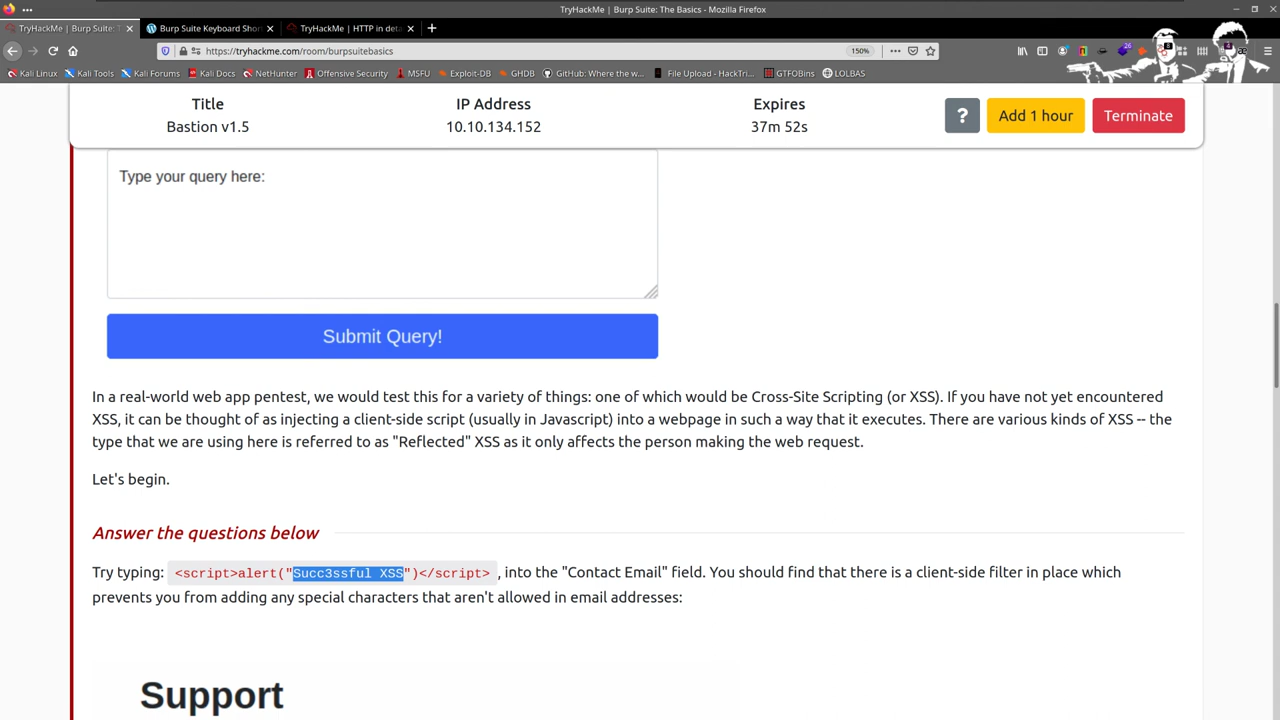 TryHackMe | Burp Suite: The Basics - Mozilla Firefox
TryHackMe | Burp Suite: T
Burp Suite Keyboard Shor
TryHackMe | HTTP in deta
https://tryhackme.com/room/burpsuitebasics
150%
Kali Linux
Kali Tools
Kali Forums
Kali Docs
NetHunter
Offensive Security
MSFU
Exploit-DB
GHDB
GitHub: Where the w...
File Upload - HackTri...
GTFOBins
LOLBAS
Title
IP Address
Expires
Bastion v1.5
10.10.134.152
37m 52s
?
Add 1 hour
Terminate
Type your query here:
Submit Query!
In a real-world web app pentest, we would test this for a variety of things: one of which would be Cross-Site Scripting (or XSS). If you have not yet encountered
XSS, it can be thought of as injecting a client-side script (usually in Javascript) into a webpage in such a way that it executes. There are various kinds of XSS -- the
type that we are using here is referred to as "Reflected" XSS as it only affects the person making the web request.
Let's begin.
Answer the questions below
Try typing: <script>alert("Succ3ssful XSS")</script> , into the "Contact Email" field. You should find that there is a client-side filter in place which
prevents you from adding any special characters that aren't allowed in email addresses:
Support